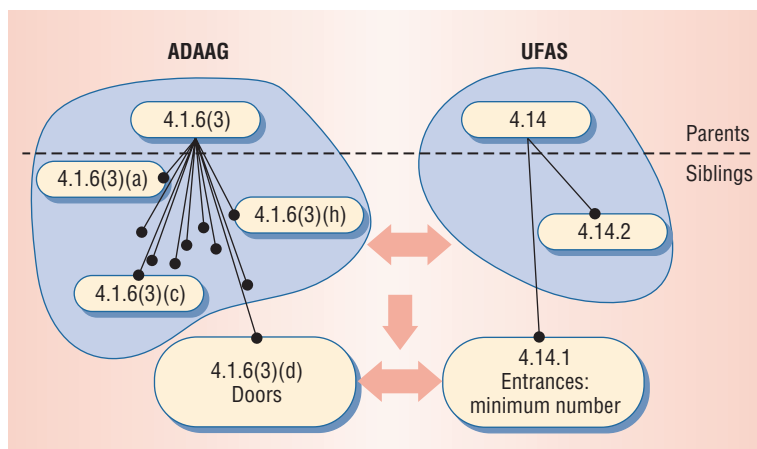 ADAAG
UFAS
4.1.6(3)
4.14
Parents
Siblings
4.1.6(3)(a)
4.1.6(3)(h)
4.14.2
4.1.6(3)(c)
4.1.6(3)(d)
Doors
4.14.1
Entrances:
minimum number